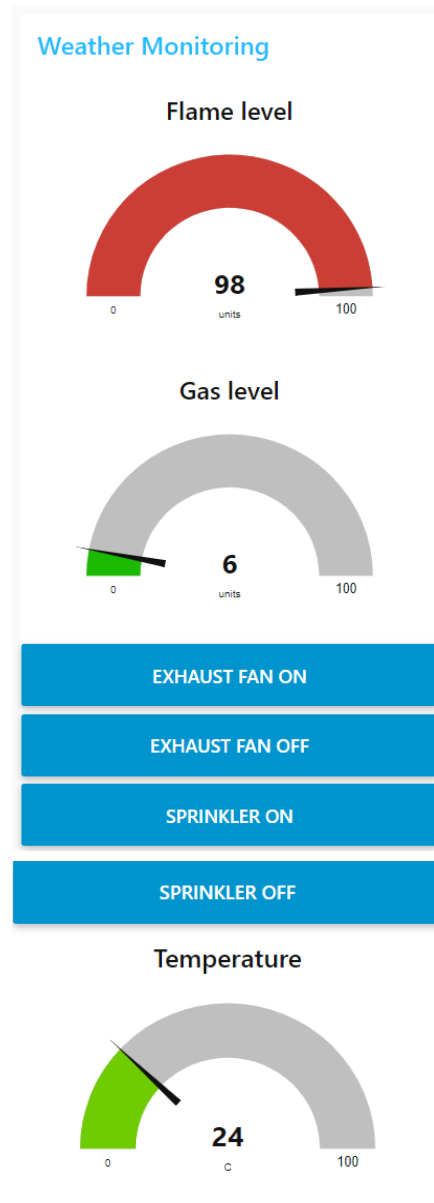 Weather Monitoring
Flame level
98
0 units 100
Gas level
6
0 units 100
EXHAUST FAN ON
EXHAUST FAN OFF
SPRINKLER ON
SPRINKLER OFF
Temperature
24
0 C 100